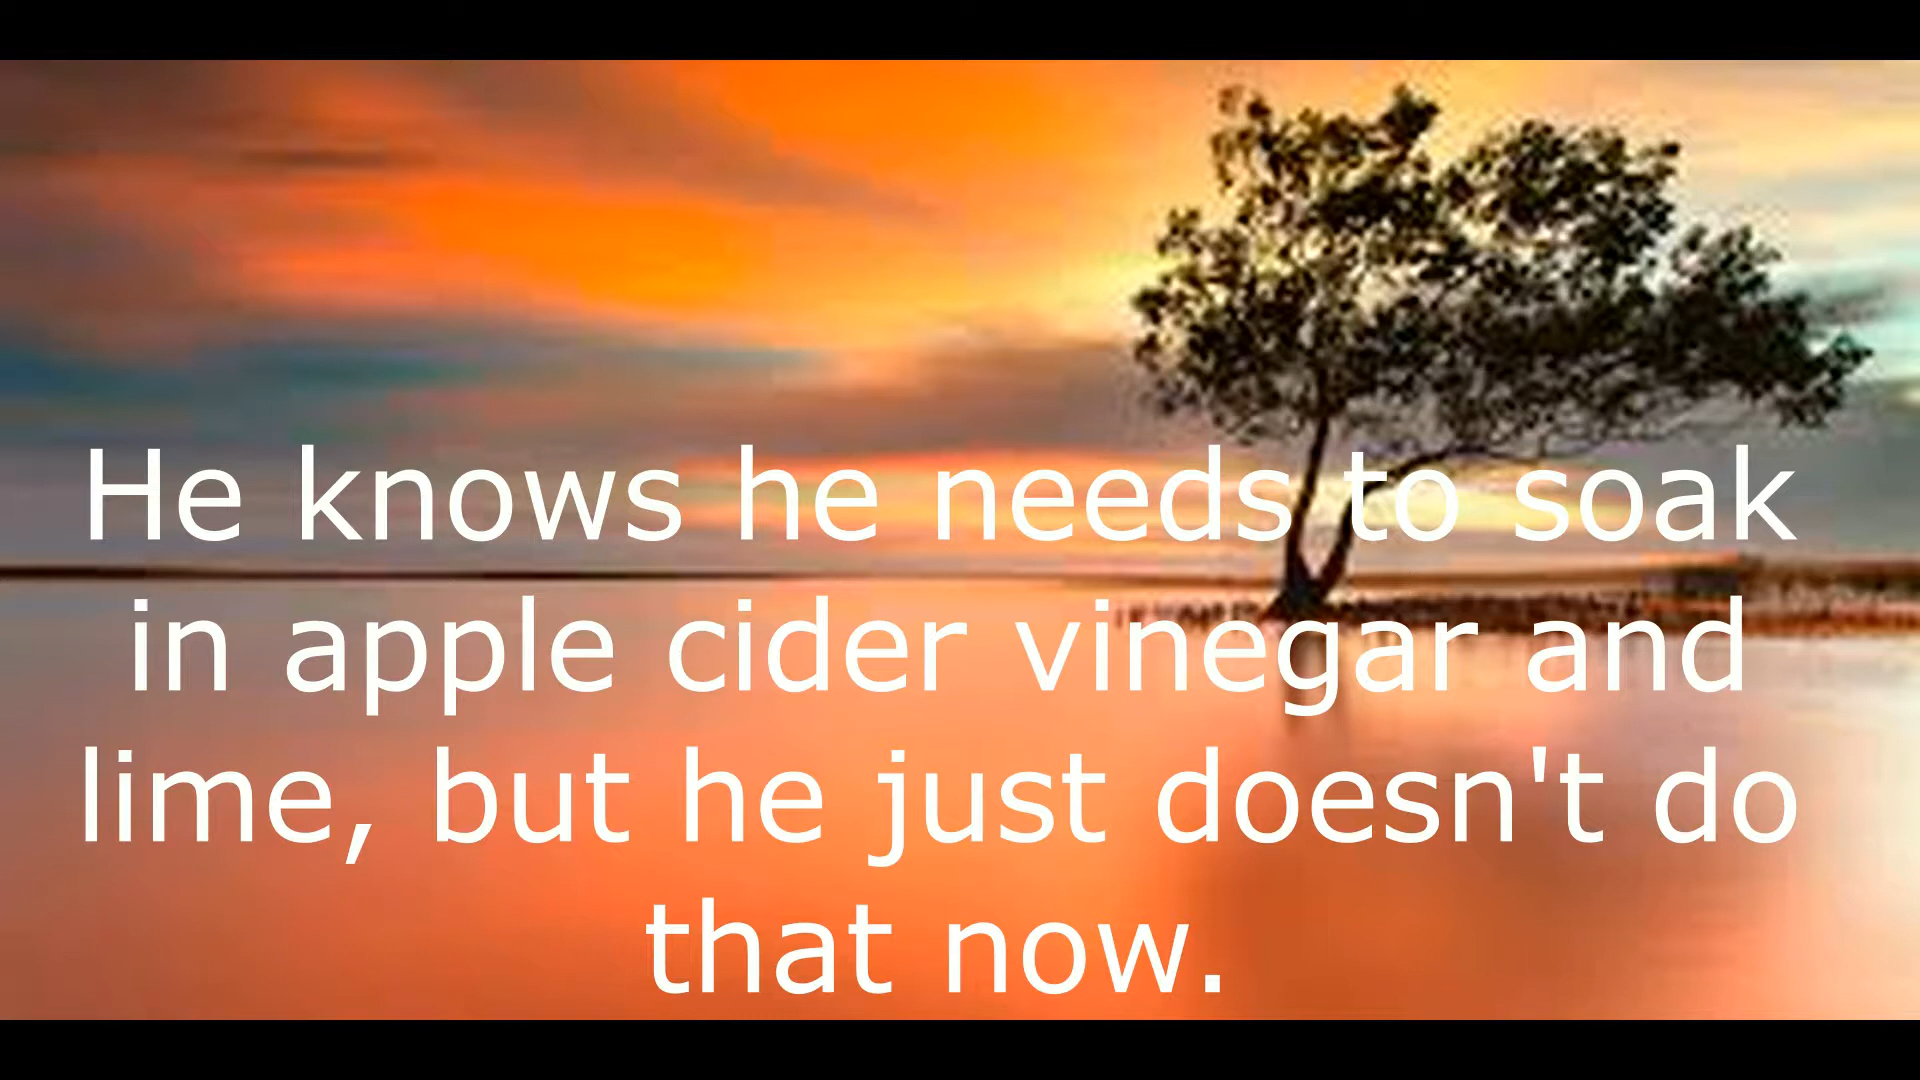 He knows he needs to soak
in apple cider vinegar and
lime, but he just doesn't do
that now.